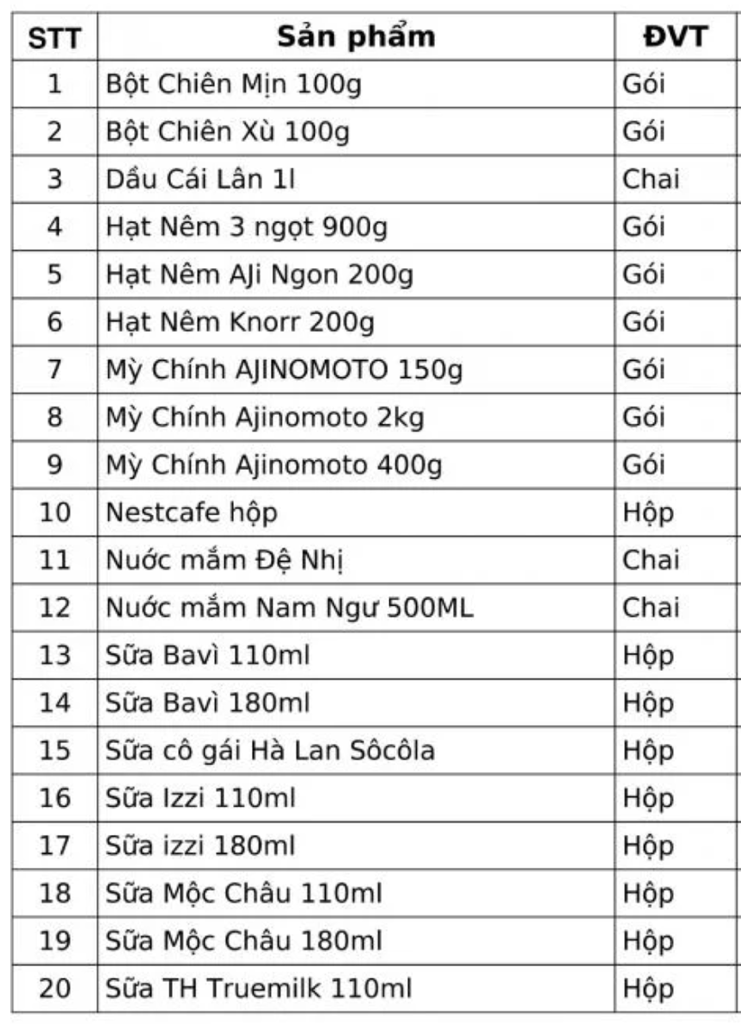 STT Sản phẩm ĐVT
1 Bột Chiên Mịn 100g Gói
2 Bột Chiên Xù 100g Gói
3 Dầu Cái Lân 1l Chai
4 Hạt Nêm 3 ngọt 900g Gói
5 Hạt Nêm AJi Ngon 200g Gói
6 Hạt Nêm Knorr 200g Gói
7 Mỳ Chính AJINOMOTO 150g Gói
8 Mỳ Chính Ajinomoto 2kg Gói
9 Mỳ Chính Ajinomoto 400g Gói
10 Nestcafe hộp Hộp
11 Nuớc mắm Đệ Nhị Chai
12 Nuớc mắm Nam Ngư 500ML Chai
13 Sữa Bavì 110ml Hộp
14 Sữa Bavì 180ml Hộp
15 Sữa cô gái Hà Lan Sôcôla Hộp
16 Sữa Izzi 110ml Hộp
17 Sữa izzi 180ml Hộp
18 Sữa Mộc Châu 110ml Hộp
19 Sữa Mộc Châu 180ml Hộp
20 Sữa TH Truemilk 110ml Hộp